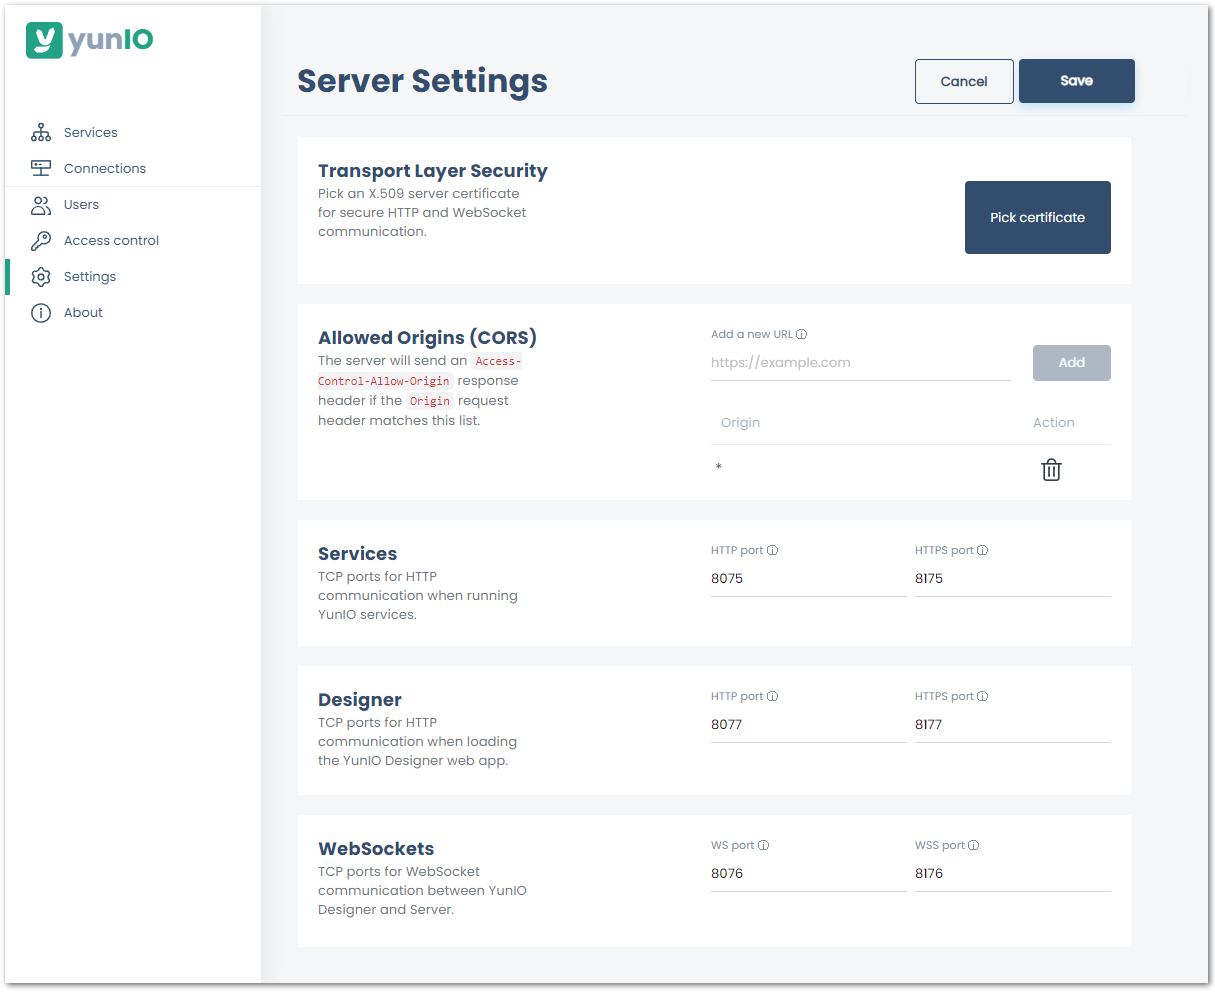 yunIO
Services
Connections
Users
Access control
Settings
About
Server Settings
Cancel
Save
Transport Layer Security
Pick an X.509 server certificate
for secure HTTP and WebSocket
communication.
Pick certificate
Allowed Origins (CORS)
The server will send an Access-
Control-Allow-Origin response
header if the Origin request
header matches this list.
Add a new URL
https://example.com
Add
Origin Action
*
Services
TCP ports for HTTP
communication when running
YunIO services.
HTTP port HTTPS port
8075 8175
Designer
TCP ports for HTTP
communication when loading
the YunIO Designer web app.
HTTP port HTTPS port
8077 8177
WebSockets
TCP ports for WebSocket
communication between YunIO
Designer and Server.
WS port WSS port
8076 8176